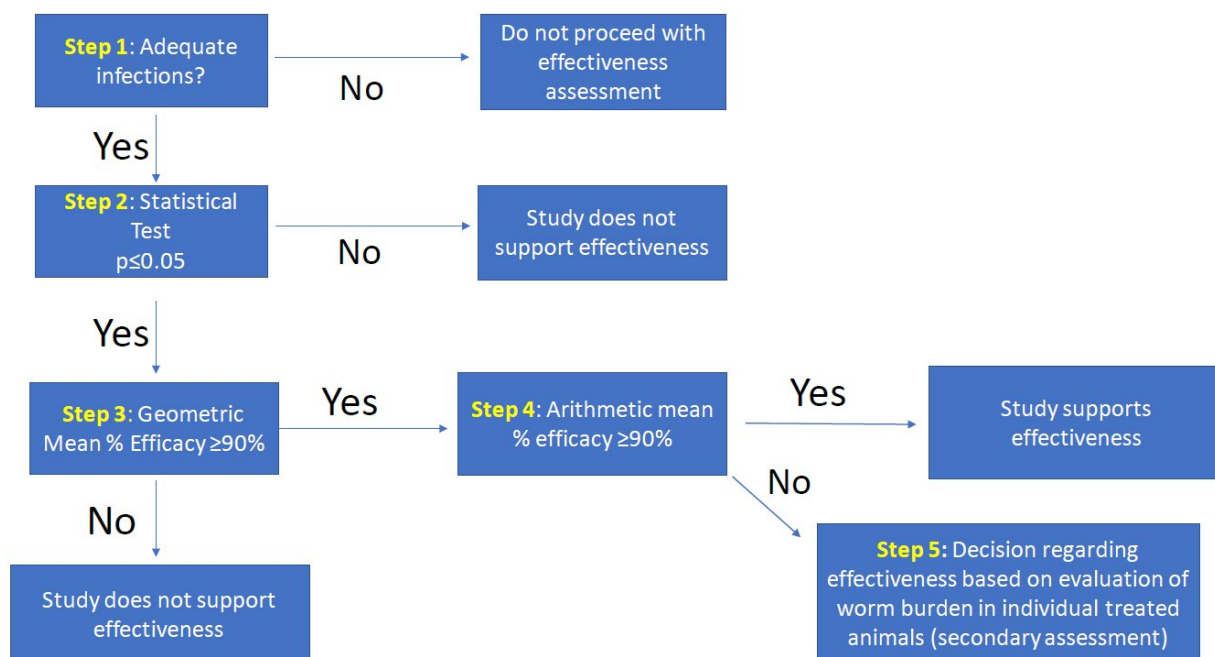 Step 1: Adequate
infections?
No
Do not proceed with
effectiveness
assessment
Yes
Step 2: Statistical
Test
p≤0.05
No
Study does not
support effectiveness
Yes
Step 3: Geometric
Mean % Efficacy ≥90%
Yes
Step 4: Arithmetic mean
% efficacy ≥90%
Yes
Study supports
effectiveness
No
Study does not support
effectiveness
No
Step 5: Decision regarding
effectiveness based on evaluation of
worm burden in individual treated
animals (secondary assessment)